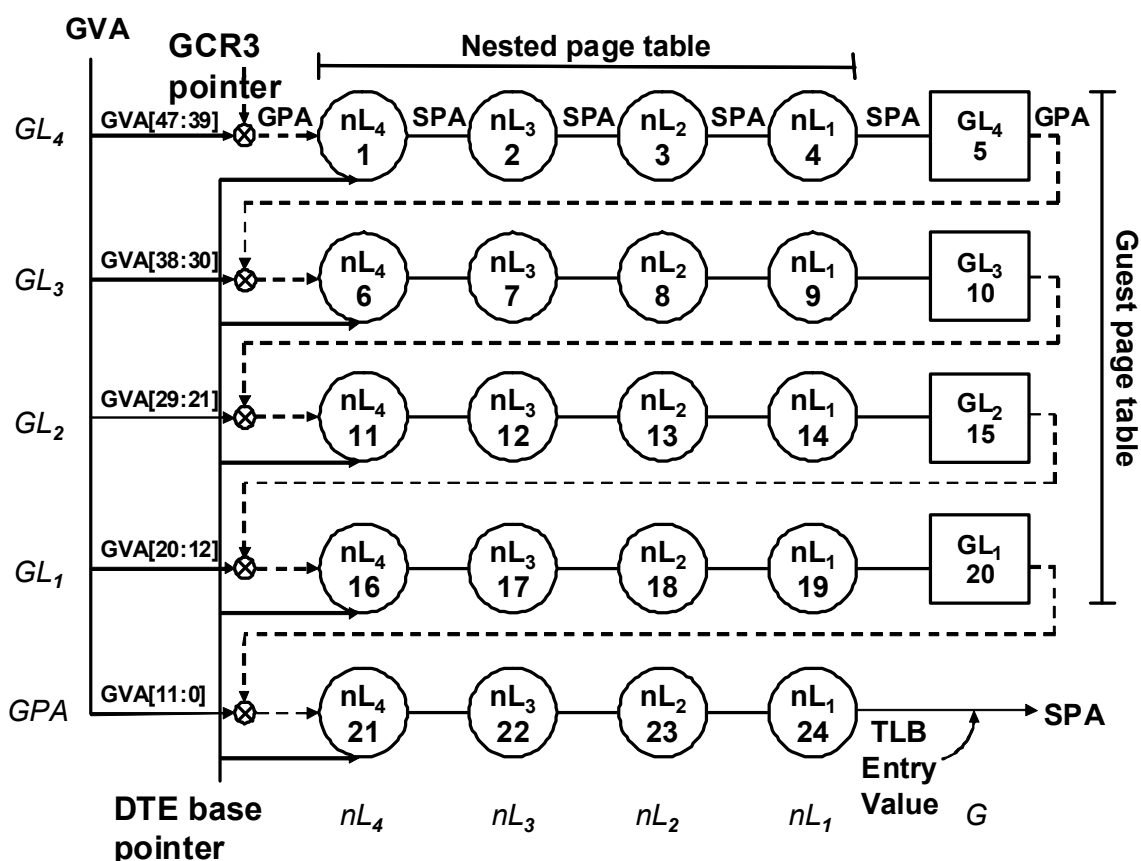 GVA
GCR3
pointer
Nested page table
GL4
GVA[47:39]
GPA
nL4
1
SPA
nL3
2
SPA
nL2
3
SPA
nL1
4
SPA
GL4
5
GPA
GL3
GVA[38:30]
nL4
6
nL3
7
nL2
8
nL1
9
GL3
10
Guest page table
GL2
GVA[29:21]
nL4
11
nL3
12
nL2
13
nL1
14
GL2
15
GL1
GVA[20:12]
nL4
16
nL3
17
nL2
18
nL1
19
GL1
20
GPA
GVA[11:0]
nL4
21
nL3
22
nL2
23
nL1
24
SPA
TLB
Entry
Value
DTE base
pointer
nL4
nL3
nL2
nL1
G